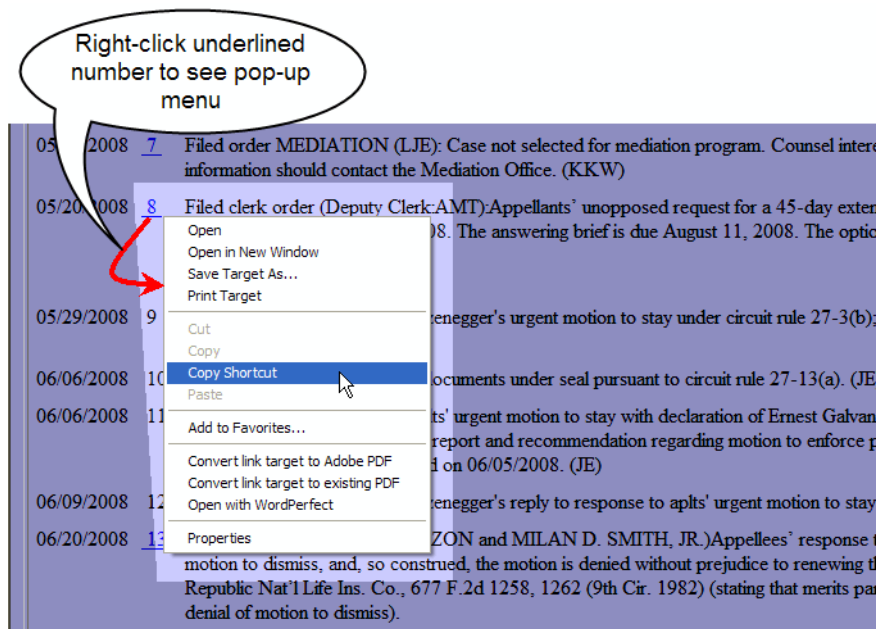 Right-click underlined
number to see pop-up
menu
05 2008 7 Filed order MEDIATION (LJE): Case not selected for mediation program. Counsel
information should contact the Mediation Office. (KKW)
05/20/2008 8 Filed clerk order (Deputy Clerk:AMT):Appellants' unopposed request for a 45-day
08. The answering brief is due August 11, 2008. The
Open
Open in New Window
Save Target As...
Print Target
Cut
Copy
Copy Shortcut
Paste
Add to Favorites...
Convert link target to Adobe PDF
Convert link target to existing PDF
Open with WordPerfect
Properties
05/29/2008 9 enegger's urgent motion to stay under circuit rule 27-3(b);
06/06/2008 10 ocuments under seal pursuant to circuit rule 27-13(a). (JE
06/06/2008 11 ts' urgent motion to stay with declaration of Ernest Galvan
report and recommendation regarding motion to enforce
on 06/05/2008. (JE)
06/09/2008 12 enegger's reply to response to aplts' urgent motion to stay
06/20/2008 13 ZON and MILAN D. SMITH, JR.)Appellees' response
motion to dismiss, and, so construed, the motion is denied without prejudice to renewing
Republic Nat'l Life Ins. Co., 677 F.2d 1258, 1262 (9th Cir. 1982) (stating that merits
denial of motion to dismiss).